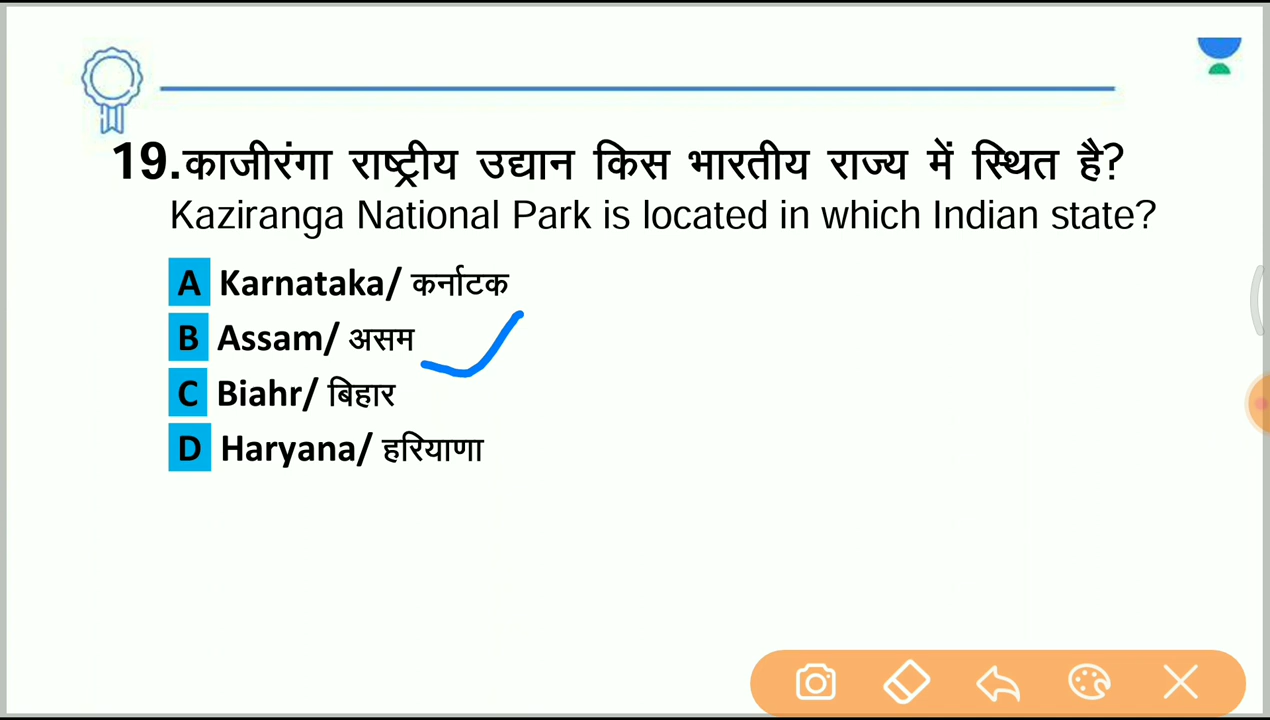 19.काजीरंगा राष्ट्रीय उद्यान किस भारतीय राज्य में स्थित है?
Kaziranga National Park is located in which Indian state?
A Karnataka/ कर्नाटक
B Assam/ असम
C Biahr/ बिहार
D Haryana/ हरियाणा